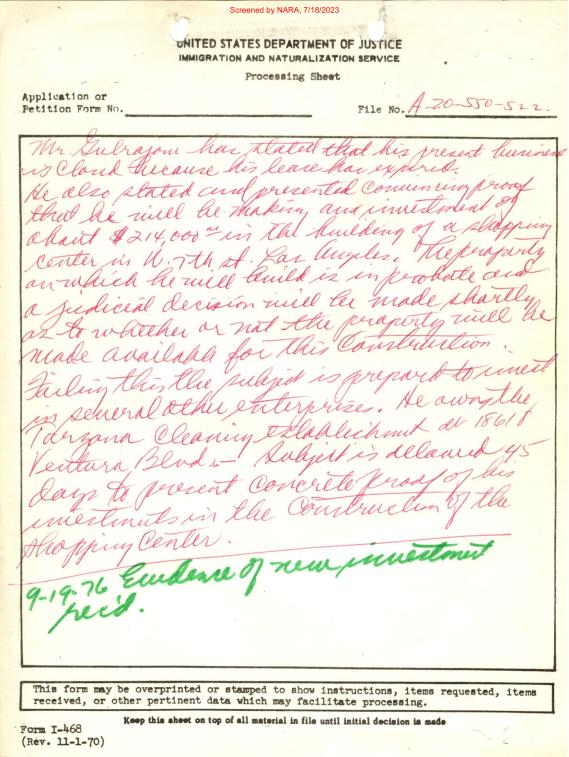 Screened by NARA, 7/18/2023
UNITED STATES DEPARTMENT OF JUSTICE
IMMIGRATION AND NATURALIZATION SERVICE
Processing Sheet
Application or
Petition Form No.
File No. A-20-550-522
Mr. has stated that his present business
is closed because his lease has expired.
He also stated and presented convincing proof
that he will be making and investment of
about $214,000.00 in the building of a shopping
center in W. 7th st. Los Angeles. The property
on which he will build is in probate and
a judicial decision will be made shortly
as to whether or not the property will be
made available for this construction.
Failing this the subject is prepared to invest
in several other enterprises. He owns the
Tarzana Cleaning establishment at 18618
Ventura Blvd. — Subject is allowed 45
days to present concrete proof of his
investments in the construction of the
shopping center.
9-19-76 Evidence of new investment
rec'd.
This form may be overprinted or stamped to show instructions, items requested, items
received, or other pertinent data which may facilitate processing.
Keep this sheet on top of all material in file until initial decision is made
Form I-468
(Rev. 11-1-70)